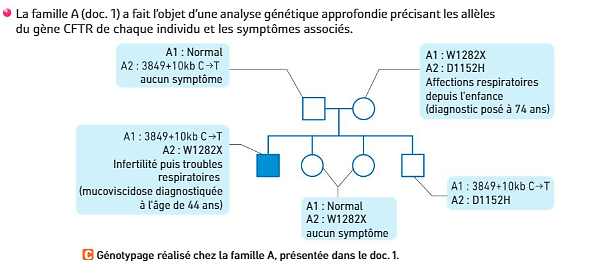 La famille A (doc. 1) a fait l'objet d'une analyse génétique approfondie précisant les allèles
du gène CFTR de chaque individu et les symptômes associés.
A1 : Normal
A2 : 3849+10kb C→T
aucun symptôme
A1 : W1282X
A2 : D1152H
Affections respiratoires
depuis l'enfance
(diagnostic posé à 74 ans)
A1 : 3849+10kb C→T
A2 : W1282X
Infertilité puis troubles
respiratoires
(mucoviscidose diagnostiquée
à l'âge de 44 ans)
A1 : Normal
A2 : W1282X
aucun symptôme
A1 : 3849+10kb C→T
A2 : D1152H
C Génotypage réalisé chez la famille A, présentée dans le doc. 1.